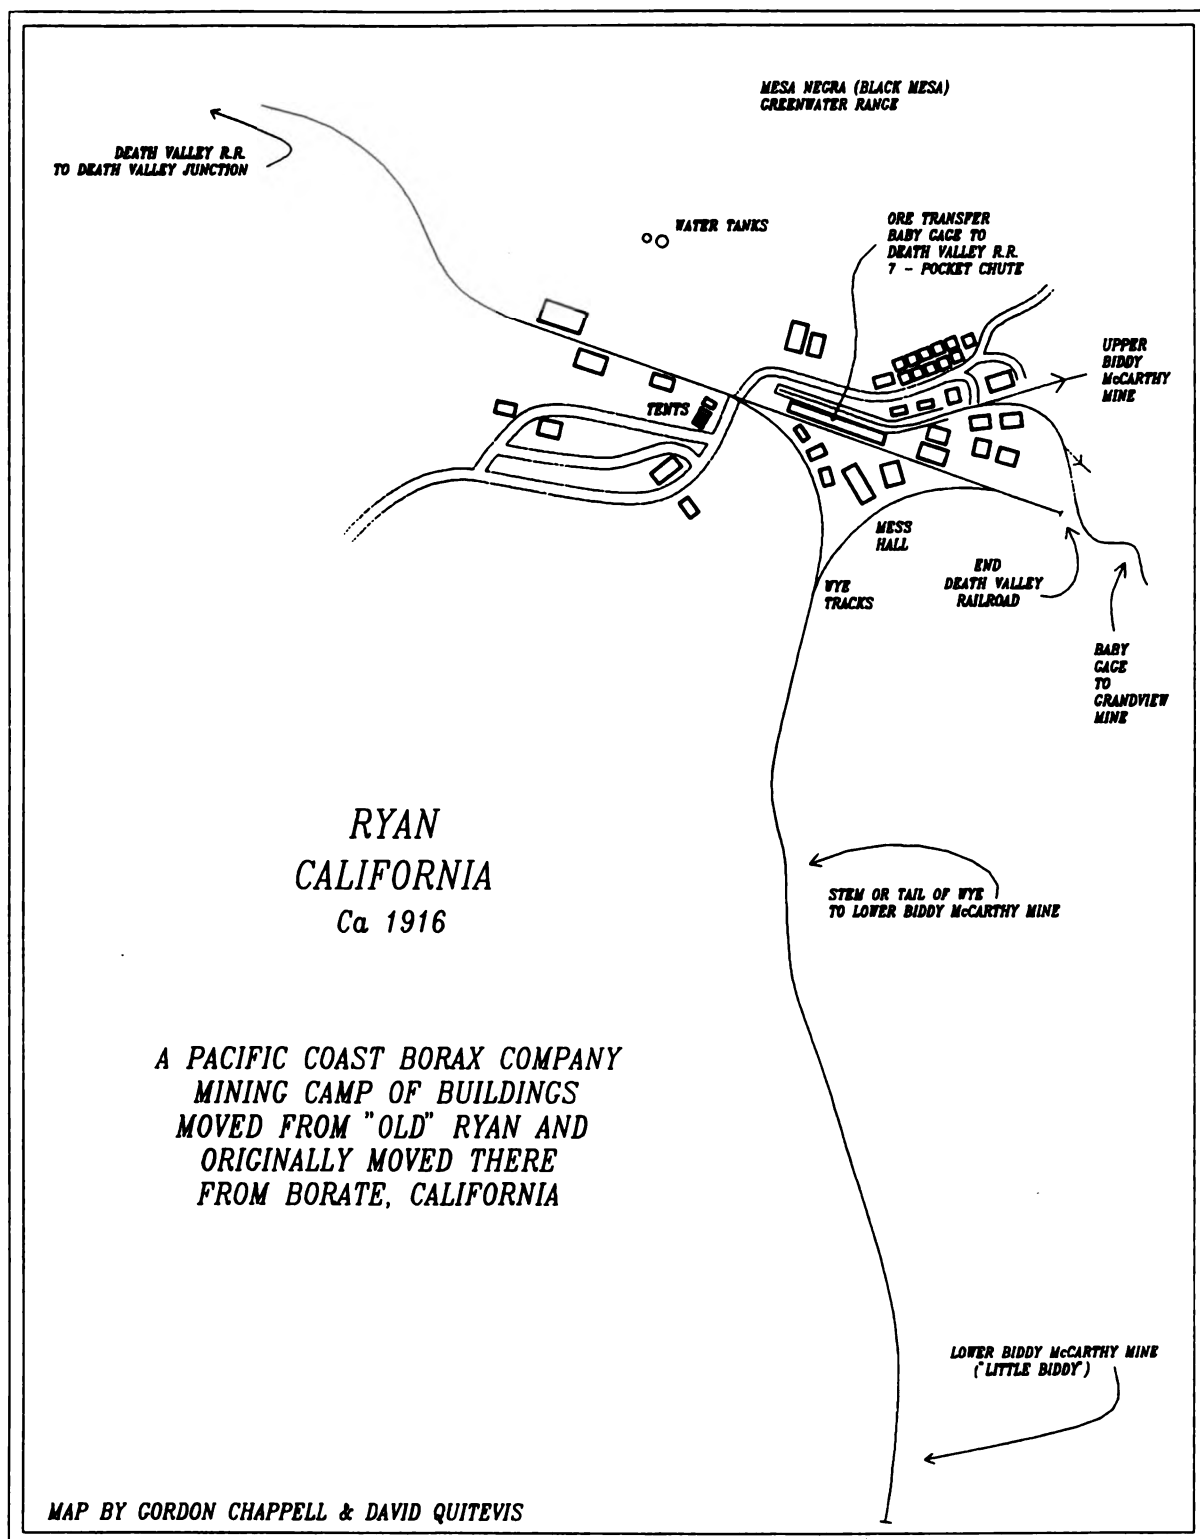 MESA NEGRA (BLACK MESA)
GREENWATER RANGE
DEATH VALLEY R.R.
TO DEATH VALLEY JUNCTION
WATER TANKS
ORE TRANSFER
BABY GAGE TO
DEATH VALLEY R.R.
7 - POCKET CHUTE
UPPER
BIDDY
McCARTHY
MINE
TENTS
MESS
HALL
WYE
TRACKS
END
DEATH VALLEY
RAILROAD
BABY
GAGE
TO
GRANDVIEW
MINE
RYAN
CALIFORNIA
Ca 1916
STEM OR TAIL OF WYE
TO LOWER BIDDY McCARTHY MINE
A PACIFIC COAST BORAX COMPANY
MINING CAMP OF BUILDINGS
MOVED FROM "OLD" RYAN AND
ORIGINALLY MOVED THERE
FROM BORATE, CALIFORNIA
LOWER BIDDY McCARTHY MINE
("LITTLE BIDDY")
MAP BY GORDON CHAPPELL & DAVID QUITEVIS